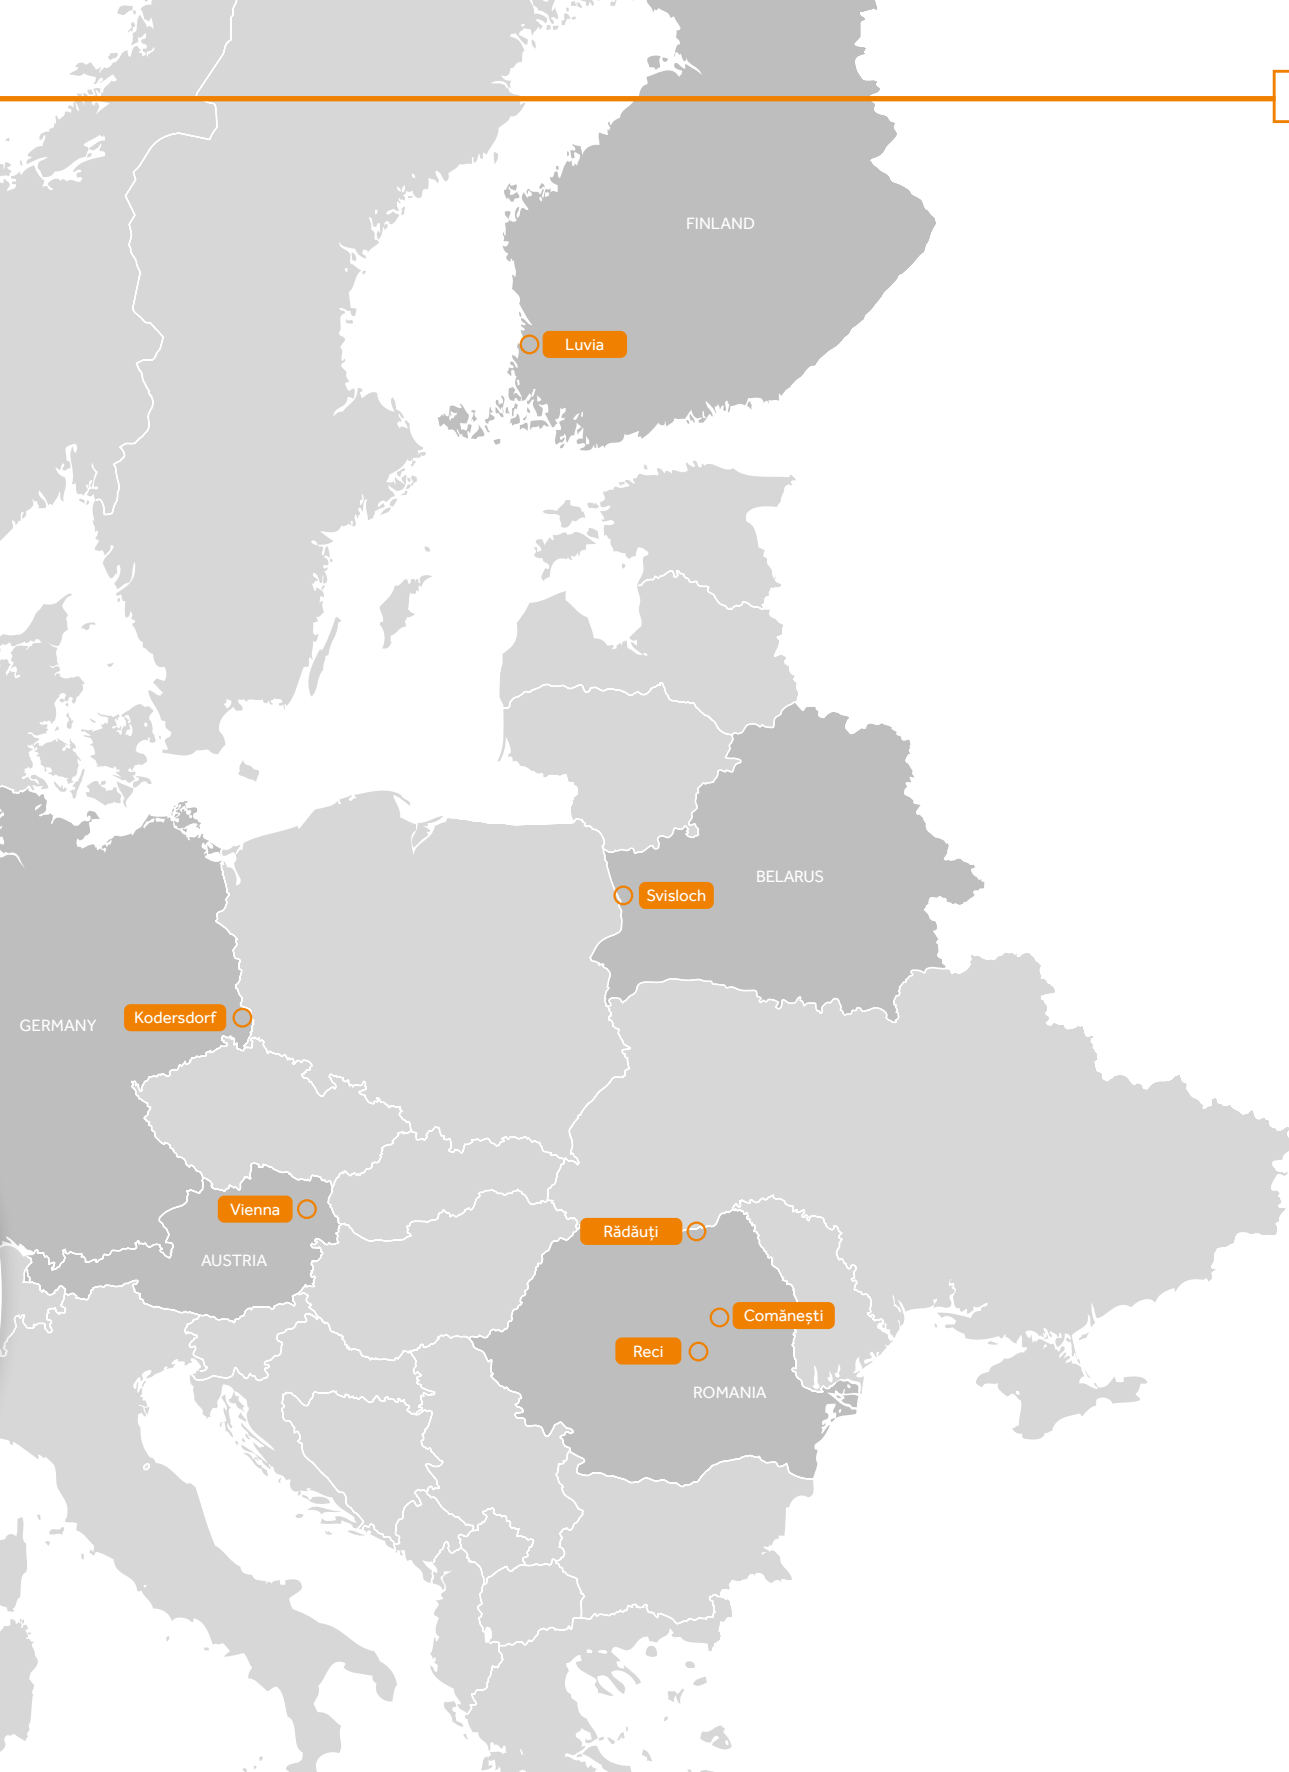 FINLAND
Luvia
BELARUS
Svisloch
Kodersdorf
GERMANY
Vienna
Rădăuți
AUSTRIA
Comănești
Reci
ROMANIA